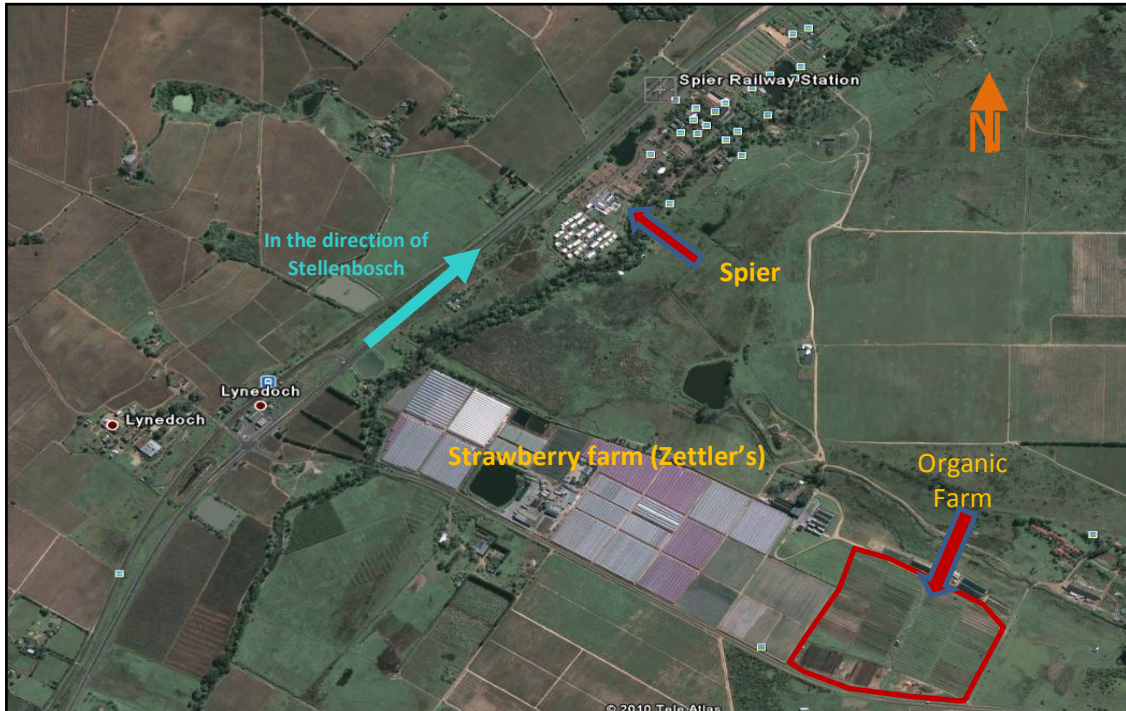 Spier Railway Station
N
In the direction of
Stellenbosch
Spier
Lynedoch
Lynedoch
Strawberry farm (Zettler's)
Organic
Farm
© 2010 Tele Atlas